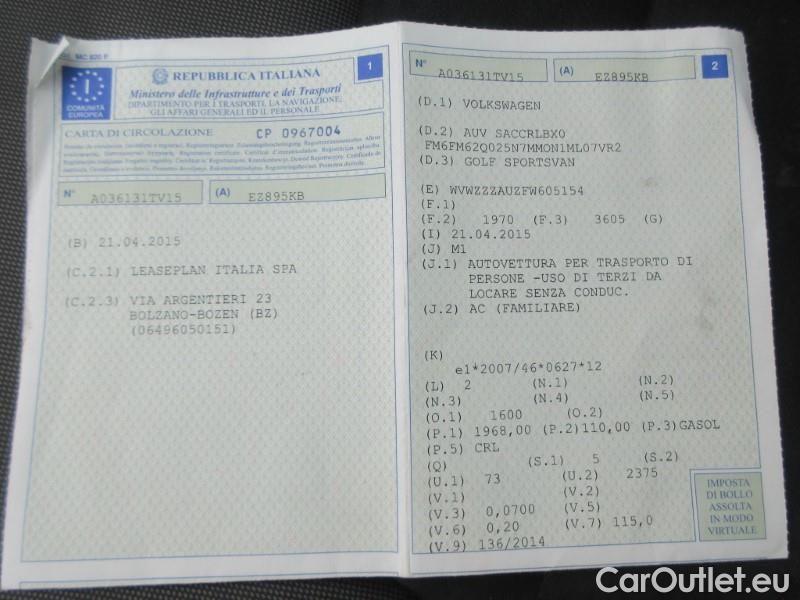 MC 820 F
1
REPUBBLICA ITALIANA
Ministero delle Infrastrutture e dei Trasporti
DIPARTIMENTO PER I TRASPORTI, LA NAVIGAZIONE,
GLI AFFARI GENERALI ED IL PERSONALE
I
COMUNITÀ
EUROPEA
CARTA DI CIRCOLAZIONE CP 0967004
N° A036131TV15 (A) EZ895KB
(B) 21.04.2015
(C.2.1) LEASEPLAN ITALIA SPA
(C.2.3) VIA ARGENTIERI 23
BOLZANO-BOZEN (BZ)
(06496050151)
N° A036131TV15 (A) EZ895KB 2
(D.1) VOLKSWAGEN
(D.2) AUV SACCRLBX0
FM6FM62Q025N7MMON1ML07VR2
(D.3) GOLF SPORTSVAN
(E) WVWZZZAUZFW605154
(F.1)
(F.2) 1970 (F.3) 3605 (G)
(I) 21.04.2015
(J) M1
(J.1) AUTOVETTURA PER TRASPORTO DI
PERSONE -USO DI TERZI DA
LOCARE SENZA CONDUC.
(J.2) AC (FAMILIARE)
(K)
e1*2007/46*0627*12
(L) 2 (N.1) (N.2)
(N.3) (N.4) (N.5)
(O.1) 1600 (O.2)
(P.1) 1968,00 (P.2)110,00 (P.3)GASOL
(P.5) CRL
(Q) (S.1) 5 (S.2)
(U.1) 73 (U.2) 2375
(V.1) (V.2)
(V.3) 0,0700 (V.5)
(V.6) 0,20 (V.7) 115,0
(V.9) 136/2014
IMPOSTA
DI BOLLO
ASSOLTA
IN MODO
VIRTUALE
CarOutlet.eu